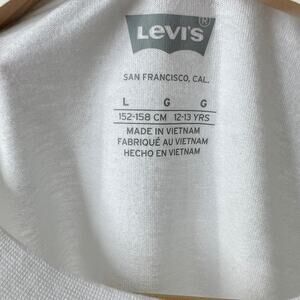 LEVI'S®
SAN FRANCISCO, CAL.
L G G
152-158 CM 12-13 YRS
MADE IN VIETNAM
FABRIQUÉ AU VIETNAM
HECHO EN VIETNAM